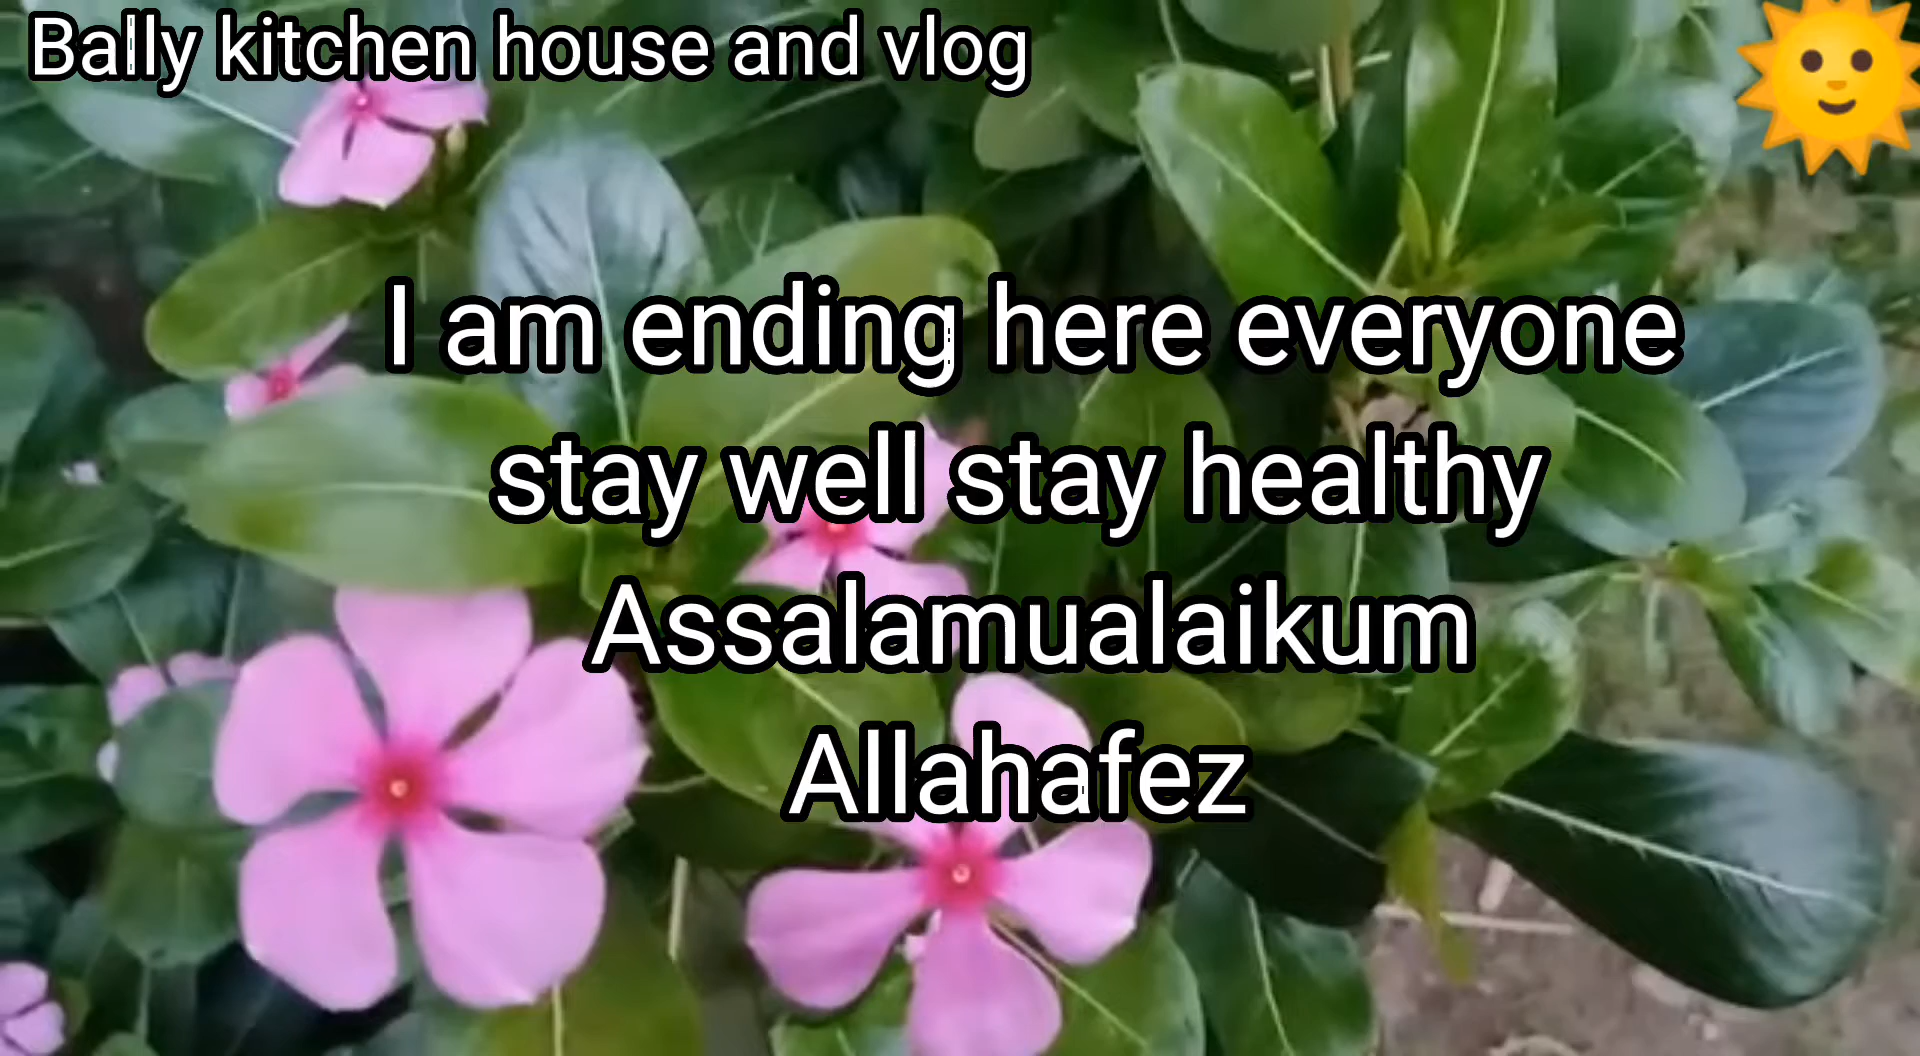 Bally kitchen house and vlog
I am ending here everyone
stay well stay healthy
Assalamualaikum
Allahafez